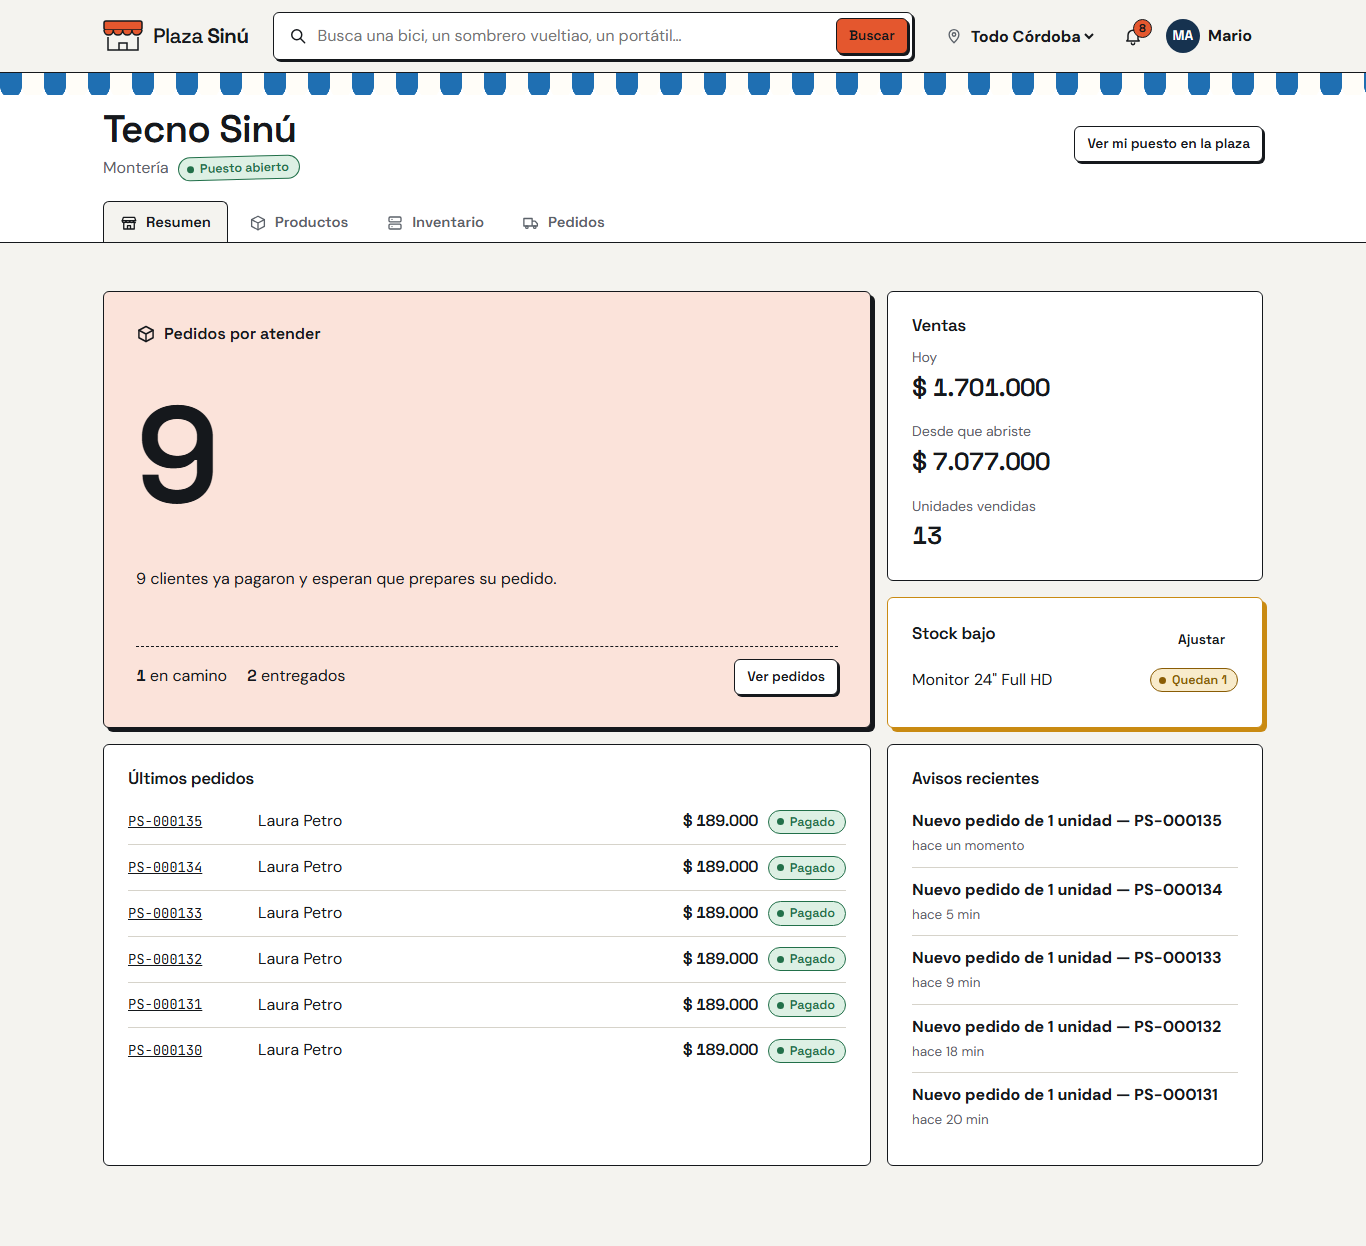 Plaza Sinú
Busca una bici, un sombrero vueltiao, un portátil...
Buscar
Todo Córdoba
8
MA
Mario
Tecno Sinú
Montería
Puesto abierto
Ver mi puesto en la plaza
Resumen
Productos
Inventario
Pedidos
Pedidos por atender
9
9 clientes ya pagaron y esperan que prepares su pedido.
1 en camino 2 entregados
Ver pedidos
Ventas
Hoy
$ 1.701.000
Desde que abriste
$ 7.077.000
Unidades vendidas
13
Stock bajo
Ajustar
Monitor 24" Full HD
Quedan 1
Últimos pedidos
PS-000135 Laura Petro $ 189.000 Pagado
PS-000134 Laura Petro $ 189.000 Pagado
PS-000133 Laura Petro $ 189.000 Pagado
PS-000132 Laura Petro $ 189.000 Pagado
PS-000131 Laura Petro $ 189.000 Pagado
PS-000130 Laura Petro $ 189.000 Pagado
Avisos recientes
Nuevo pedido de 1 unidad — PS-000135
hace un momento
Nuevo pedido de 1 unidad — PS-000134
hace 5 min
Nuevo pedido de 1 unidad — PS-000133
hace 9 min
Nuevo pedido de 1 unidad — PS-000132
hace 18 min
Nuevo pedido de 1 unidad — PS-000131
hace 20 min